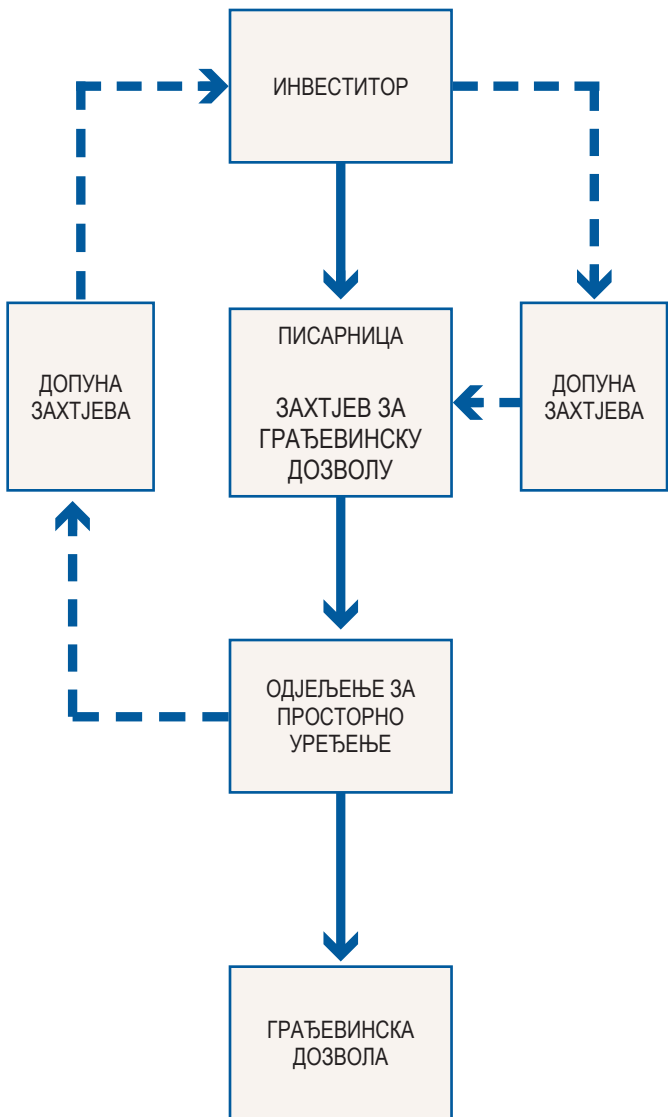 ИНВЕСТИТОР
ПИСАРНИЦА
ЗАХТЈЕВ ЗА
ГРАЂЕВИНСКУ
ДОЗВОЛУ
ДОПУНА
ЗАХТЈЕВА
ДОПУНА
ЗАХТЈЕВА
ОДЈЕЉЕЊЕ ЗА
ПРОСТОРНО
УРЕЂЕЊЕ
ГРАЂЕВИНСКА
ДОЗВОЛА